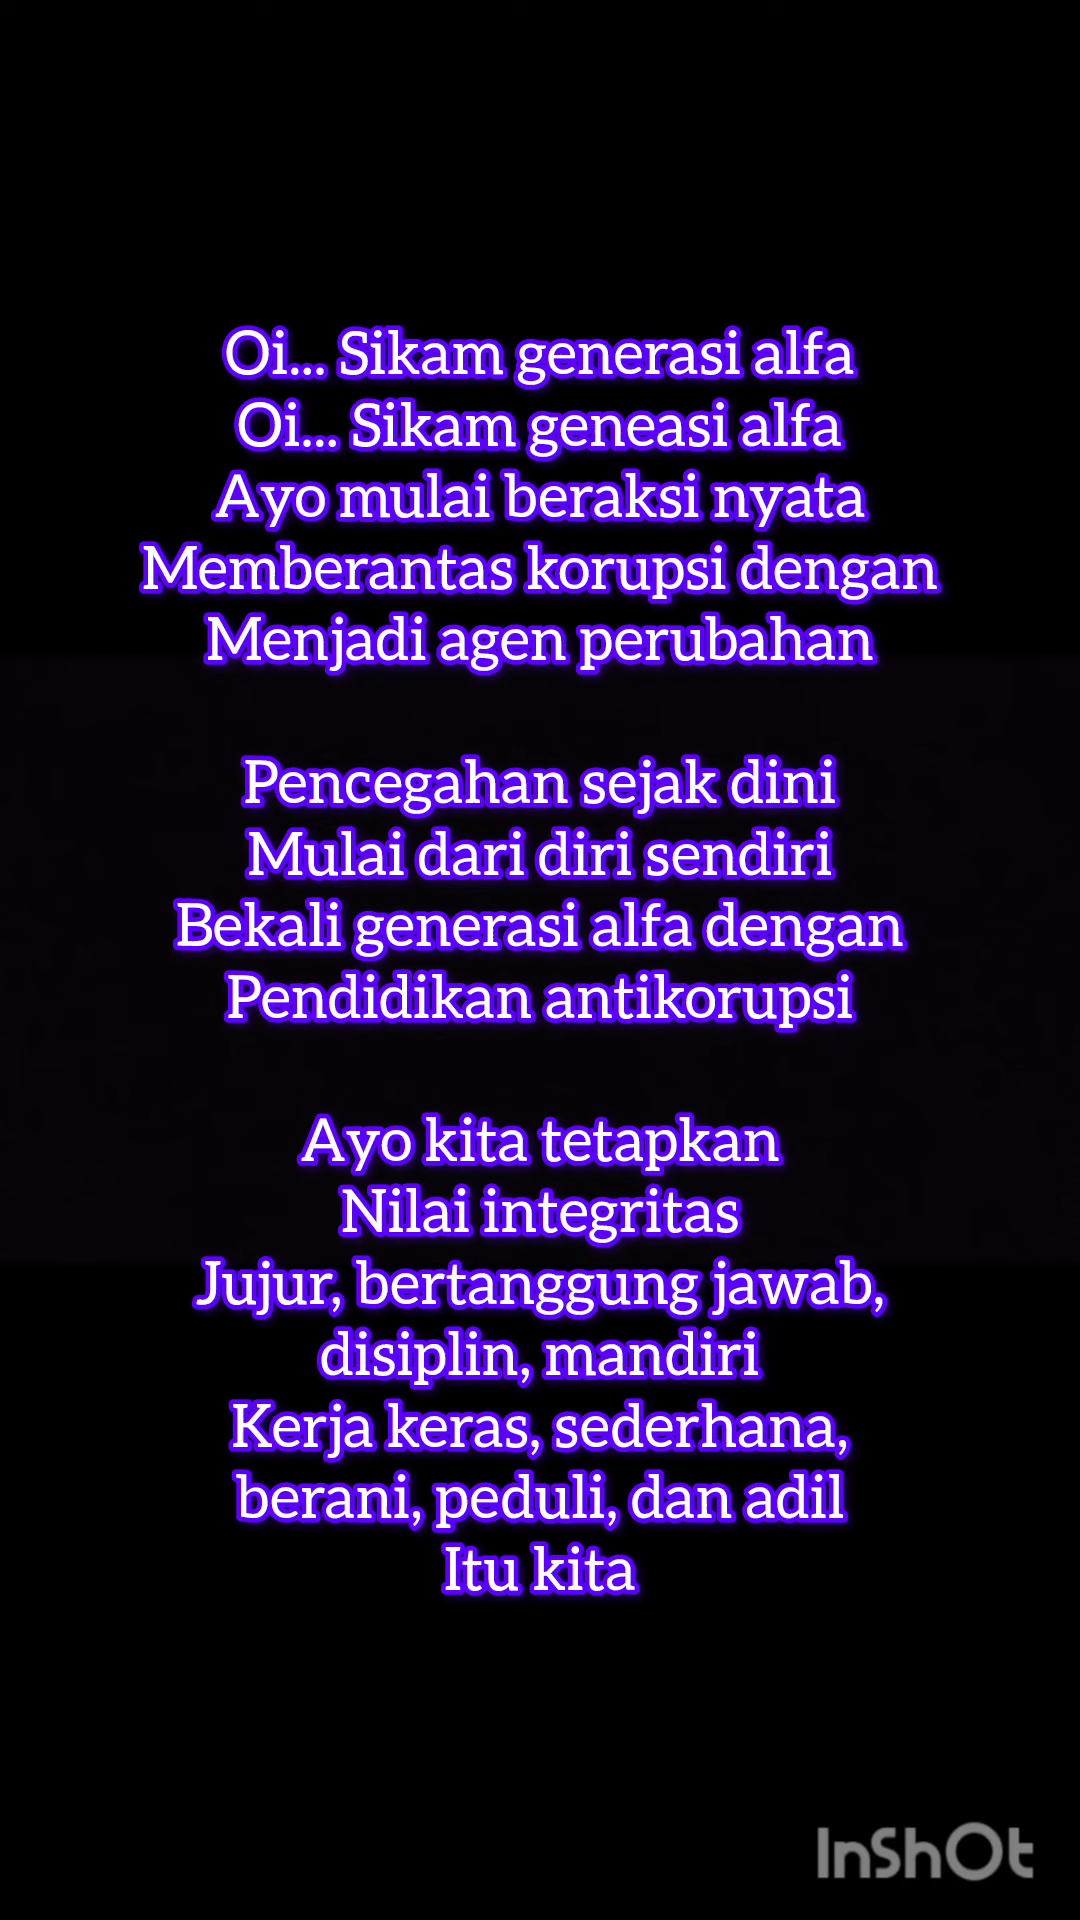 Oi... Sikam generasi alfa
Oi... Sikam geneasi alfa
Ayo mulai beraksi nyata
Memberantas korupsi dengan
Menjadi agen perubahan
Pencegahan sejak dini
Mulai dari diri sendiri
Bekali generasi alfa dengan
Pendidikan antikorupsi
Ayo kita tetapkan
Nilai integritas
Jujur, bertanggung jawab,
disiplin, mandiri
Kerja keras, sederhana,
berani, peduli, dan adil
Itu kita
InShOt